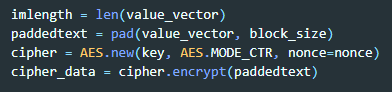 imlength = len(value_vector)
paddedtext = pad(value_vector, block_size)
cipher = AES.new(key, AES.MODE_CTR, nonce=nonce)
cipher_data = cipher.encrypt(paddedtext)